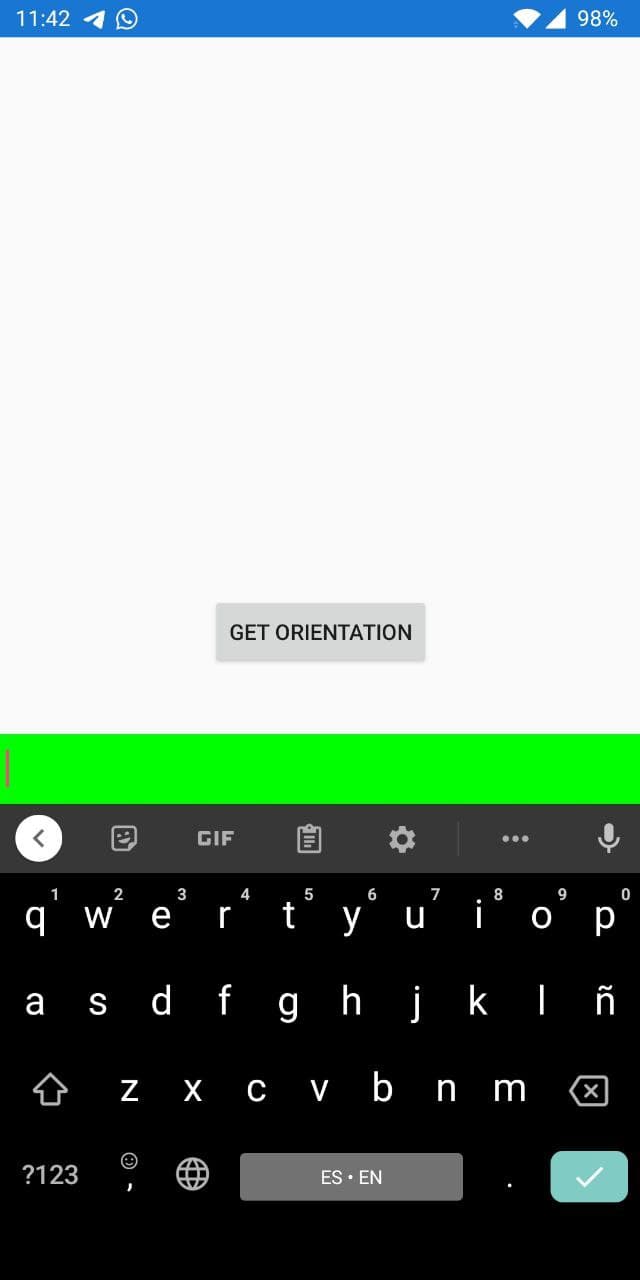 11:42 98%
GET ORIENTATION
GIF
q 1 w 2 e 3 r 4 t 5 y 6 u 7 i 8 o 9 p 0
a s d f g h j k l ñ
z x c v b n m
?123 , ES • EN .